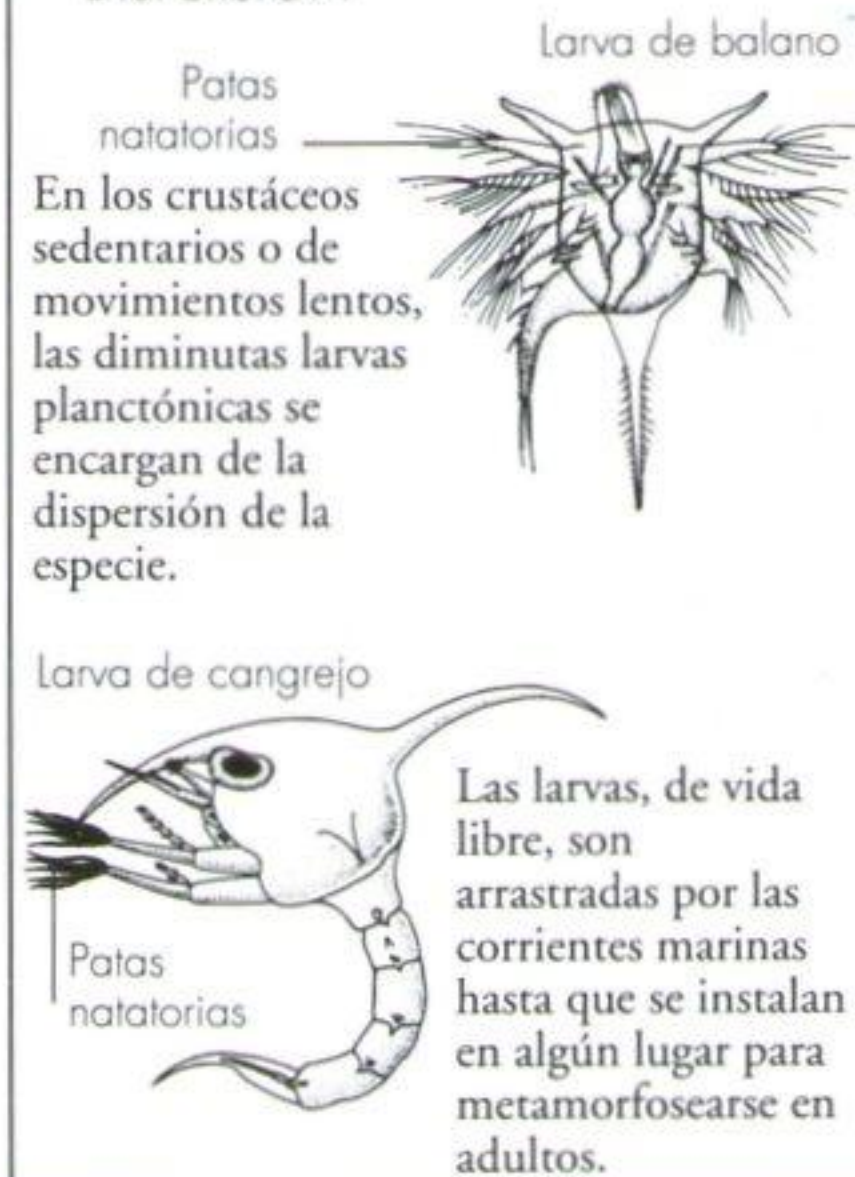 Larva de balano
Patas
natatorias
En los crustáceos
sedentarios o de
movimientos lentos,
las diminutas larvas
planctónicas se
encargan de la
dispersión de la
especie.
Larva de cangrejo
Patas
natatorias
Las larvas, de vida
libre, son
arrastradas por las
corrientes marinas
hasta que se instalan
en algún lugar para
metamorfosearse en
adultos.